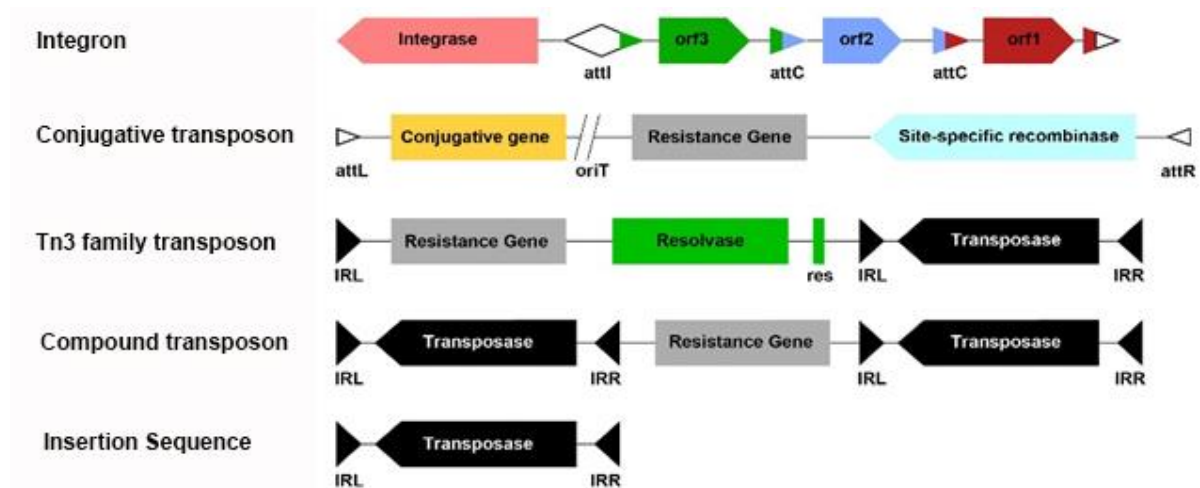 Integron
Integrase
orf3
orf2
orf1
attI
attC
attC
Conjugative transposon
Conjugative gene
Resistance Gene
Site-specific recombinase
attL
oriT
attR
Tn3 family transposon
Resistance Gene
Resolvase
Transposase
IRL
res
IRL
IRR
Compound transposon
Transposase
Resistance Gene
Transposase
IRL
IRR
IRL
IRR
Insertion Sequence
Transposase
IRL
IRR